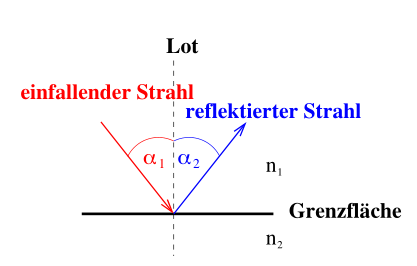 Lot
einfallender Strahl
reflektierter Strahl
α₁ α₂
n₁
Grenzfläche
n₂